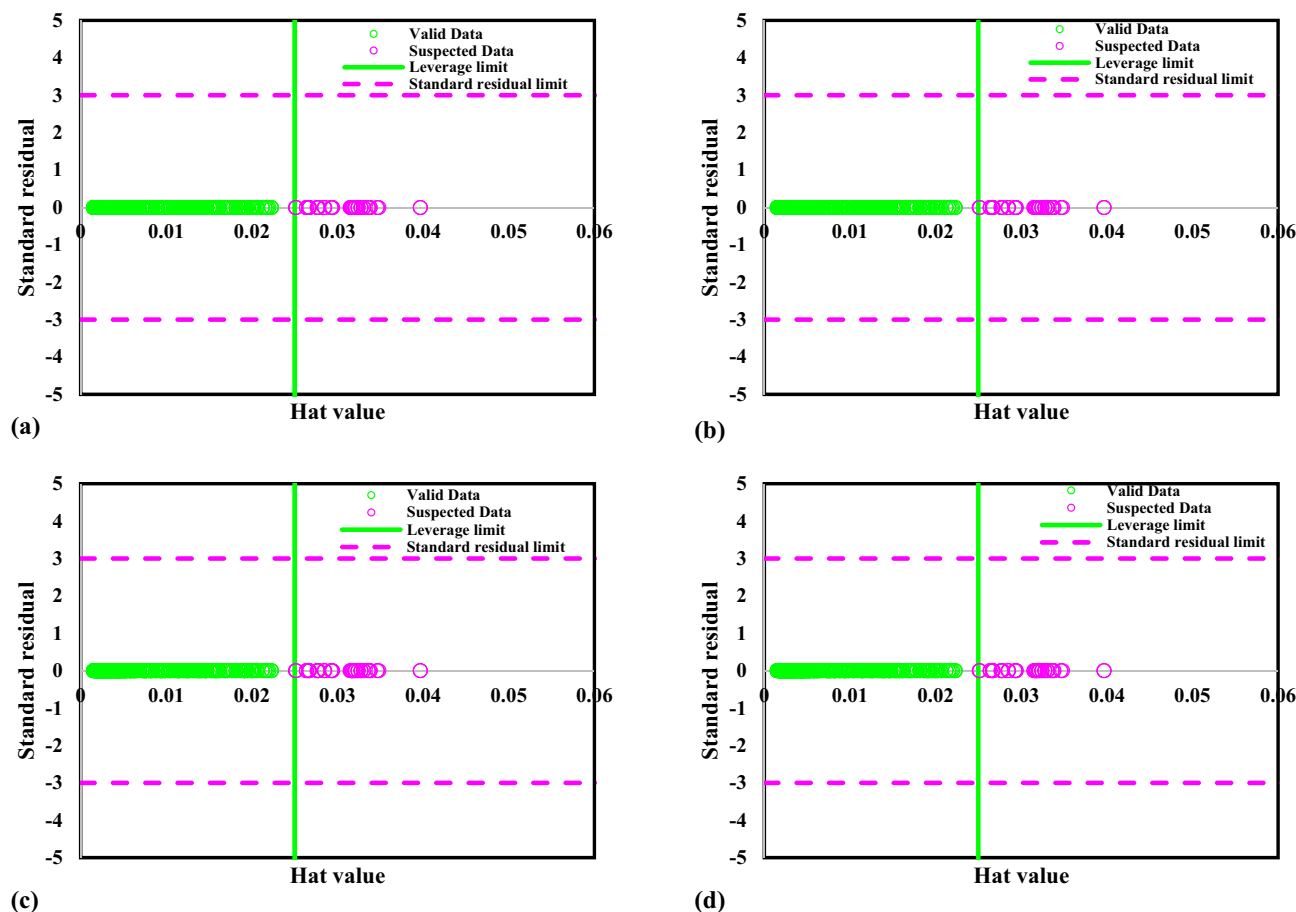 5
4
3
2
1
0
-1
-2
-3
-4
-5
0 0.01 0.02 0.03 0.04 0.05 0.06
Standard residual
Hat value
Valid Data
Suspected Data
Leverage limit
Standard residual limit
(a)
5
4
3
2
1
0
-1
-2
-3
-4
-5
0 0.01 0.02 0.03 0.04 0.05 0.06
Standard residual
Hat value
Valid Data
Suspected Data
Leverage limit
Standard residual limit
(b)
5
4
3
2
1
0
-1
-2
-3
-4
-5
0 0.01 0.02 0.03 0.04 0.05 0.06
Standard residual
Hat value
Valid Data
Suspected Data
Leverage limit
Standard residual limit
(c)
5
4
3
2
1
0
-1
-2
-3
-4
-5
0 0.01 0.02 0.03 0.04 0.05 0.06
Standard residual
Hat value
Valid Data
Suspected Data
Leverage limit
Standard residual limit
(d)